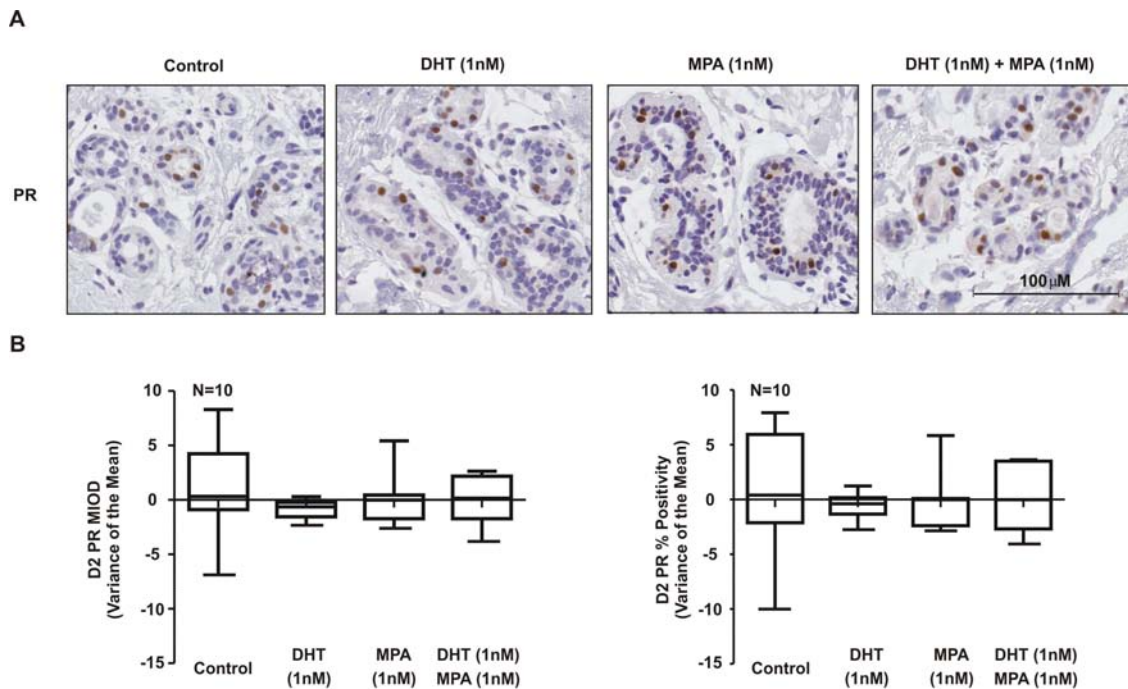 A
Control
DHT (1nM)
MPA (1nM)
DHT (1nM) + MPA (1nM)
PR
100 µM
B
N=10
10
5
0
-5
-10
-15
D2 PR MIOD
(Variance of the Mean)
Control
DHT
(1nM)
MPA
(1nM)
DHT (1nM)
MPA (1nM)
N=10
10
5
0
-5
-10
-15
D2 PR % Positivity
(Variance of the Mean)
Control
DHT
(1nM)
MPA
(1nM)
DHT (1nM)
MPA (1nM)